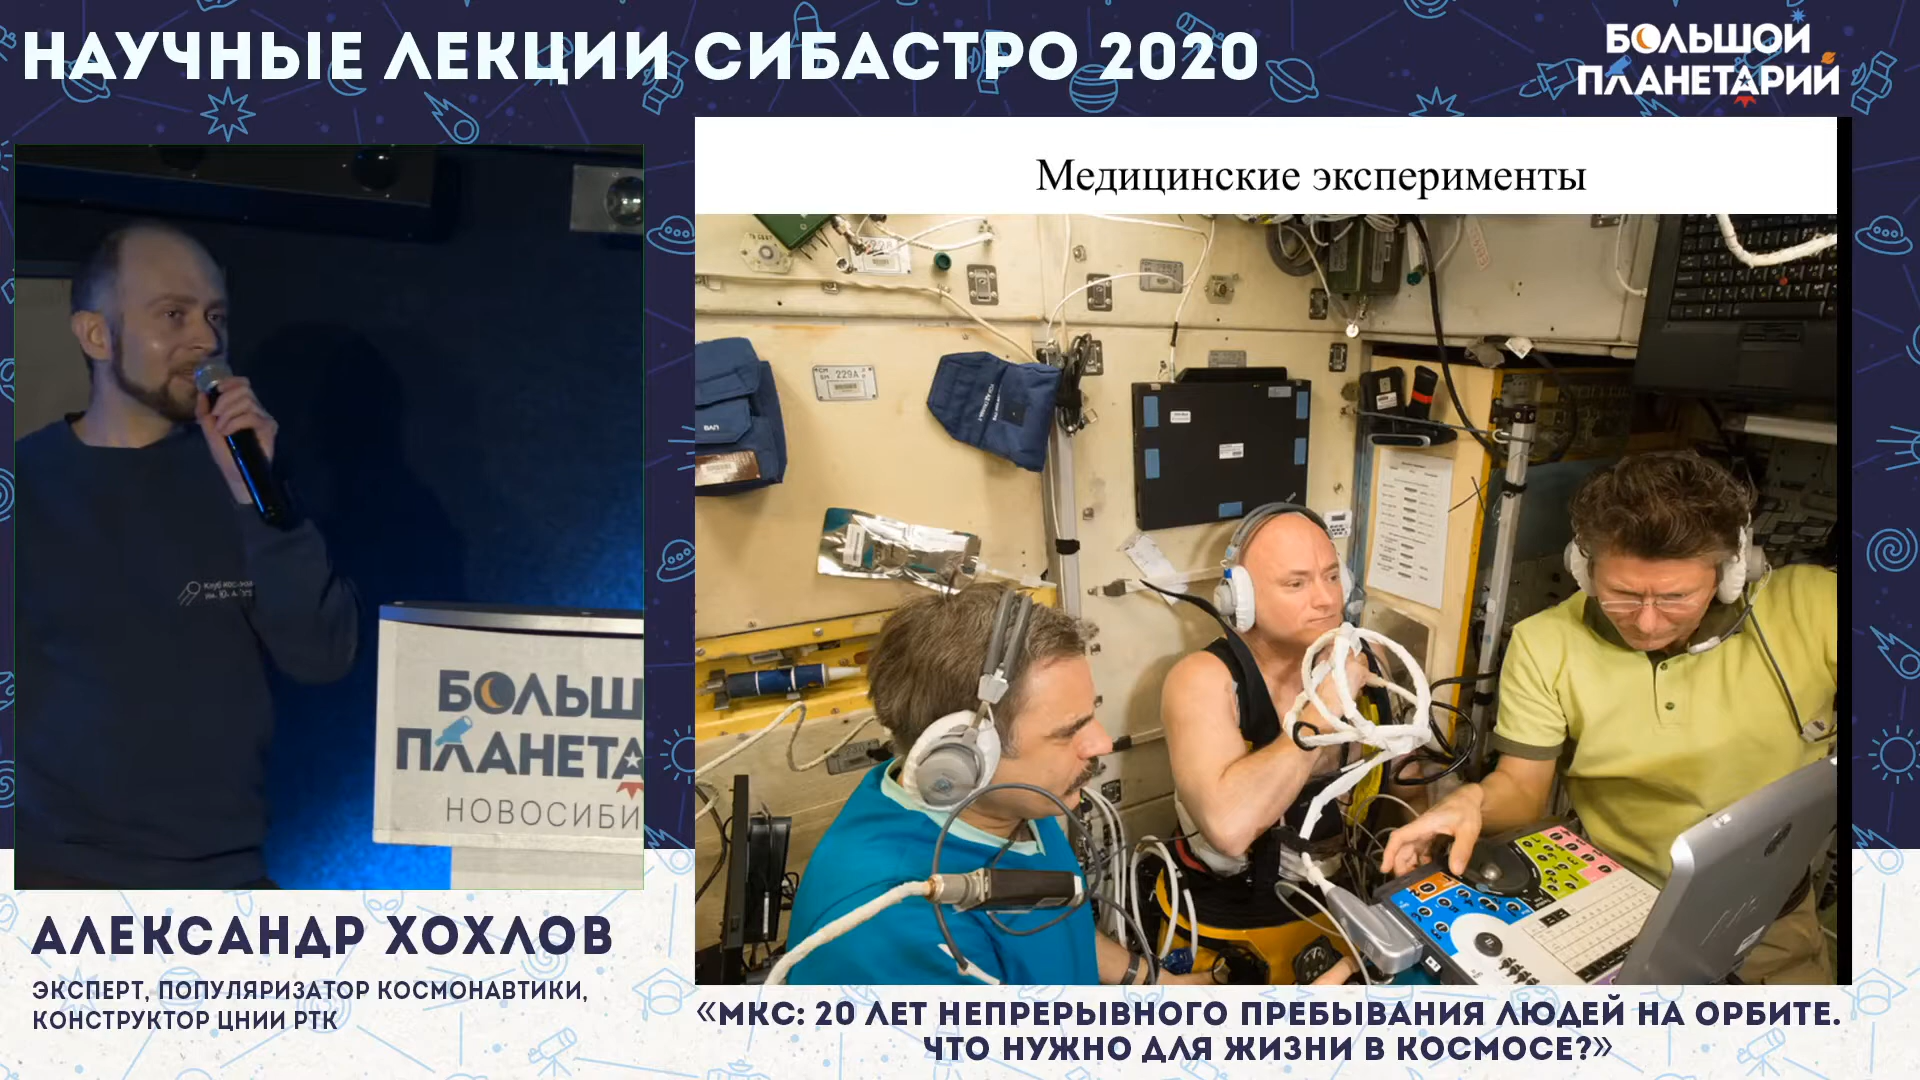 НАУЧНЫЕ ЛЕКЦИИ СИБАСТРО 2020
БОЛЬШОЙ
ПЛАНЕТАРИЙ
Медицинские эксперименты
229А
БОЛЬШ
ПЛАНЕТА
НОВОСИБИ
АЛЕКСАНДР ХОХЛОВ
ЭКСПЕРТ, ПОПУЛЯРИЗАТОР КОСМОНАВТИКИ,
КОНСТРУКТОР ЦНИИ РТК
«МКС: 20 ЛЕТ НЕПРЕРЫВНОГО ПРЕБЫВАНИЯ ЛЮДЕЙ НА ОРБИТЕ.
ЧТО НУЖНО ДЛЯ ЖИЗНИ В КОСМОСЕ?»